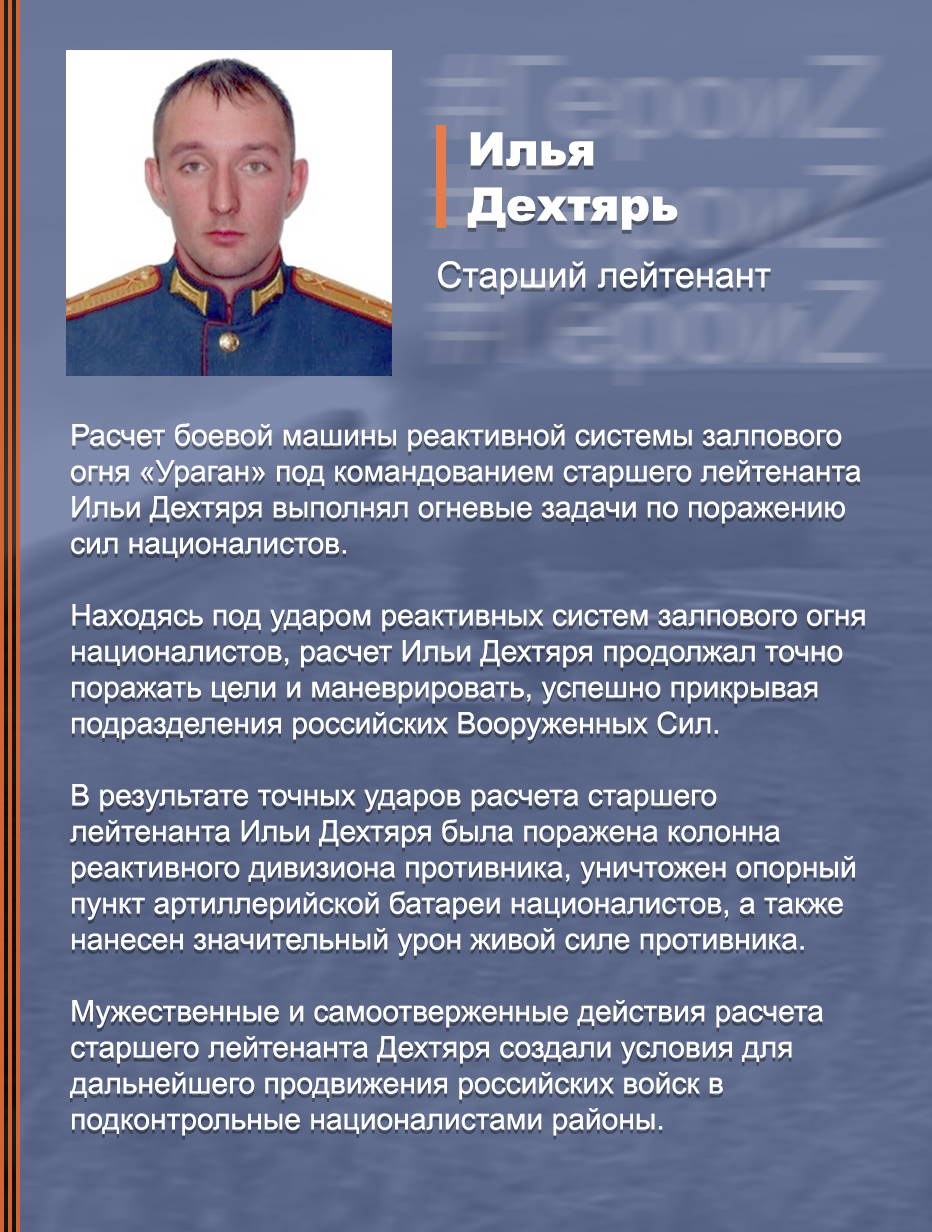 #ГероиZ
Илья
#ГероиZ
Дехтярь
Старший лейтенант
#ГероиZ
Расчет боевой машины реактивной системы залпового
огня «Ураган» под командованием старшего лейтенанта
Ильи Дехтяря выполнял огневые задачи по поражению
сил националистов.
Находясь под ударом реактивных систем залпового огня
националистов, расчет Ильи Дехтяря продолжал точно
поражать цели и маневрировать, успешно прикрывая
подразделения российских Вооруженных Сил.
В результате точных ударов расчета старшего
лейтенанта Ильи Дехтяря была поражена колонна
реактивного дивизиона противника, уничтожен опорный
пункт артиллерийской батареи националистов, а также
нанесен значительный урон живой силе противника.
Мужественные и самоотверженные действия расчета
старшего лейтенанта Дехтяря создали условия для
дальнейшего продвижения российских войск в
подконтрольные националистами районы.